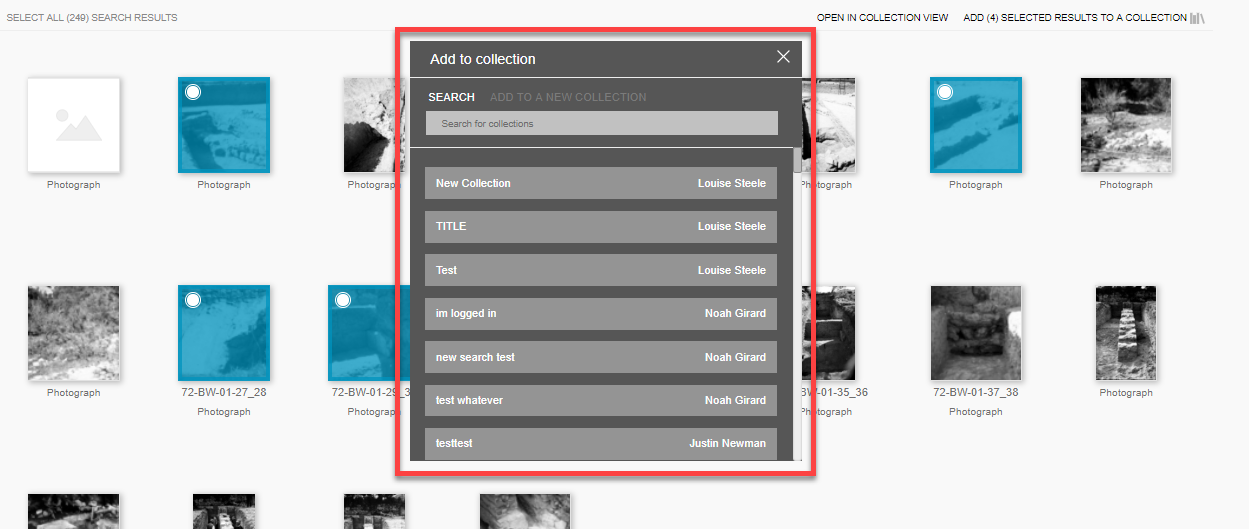 SELECT ALL (249) SEARCH RESULTS
OPEN IN COLLECTION VIEW
ADD (4) SELECTED RESULTS TO A COLLECTION
Add to collection
SEARCH
ADD TO A NEW COLLECTION
Search for collections
New Collection
Louise Steele
TITLE
Louise Steele
Test
Louise Steele
im logged in
Noah Girard
new search test
Noah Girard
test whatever
Noah Girard
testtest
Justin Newman
Photograph
Photograph
Photograph
Photograph
Photograph
Photograph
Photograph
72-BW-01-27_28
Photograph
72-BW-01-29_3
Photograph
BW-01-35_36
Photograph
72-BW-01-37_38
Photograph
Photograph